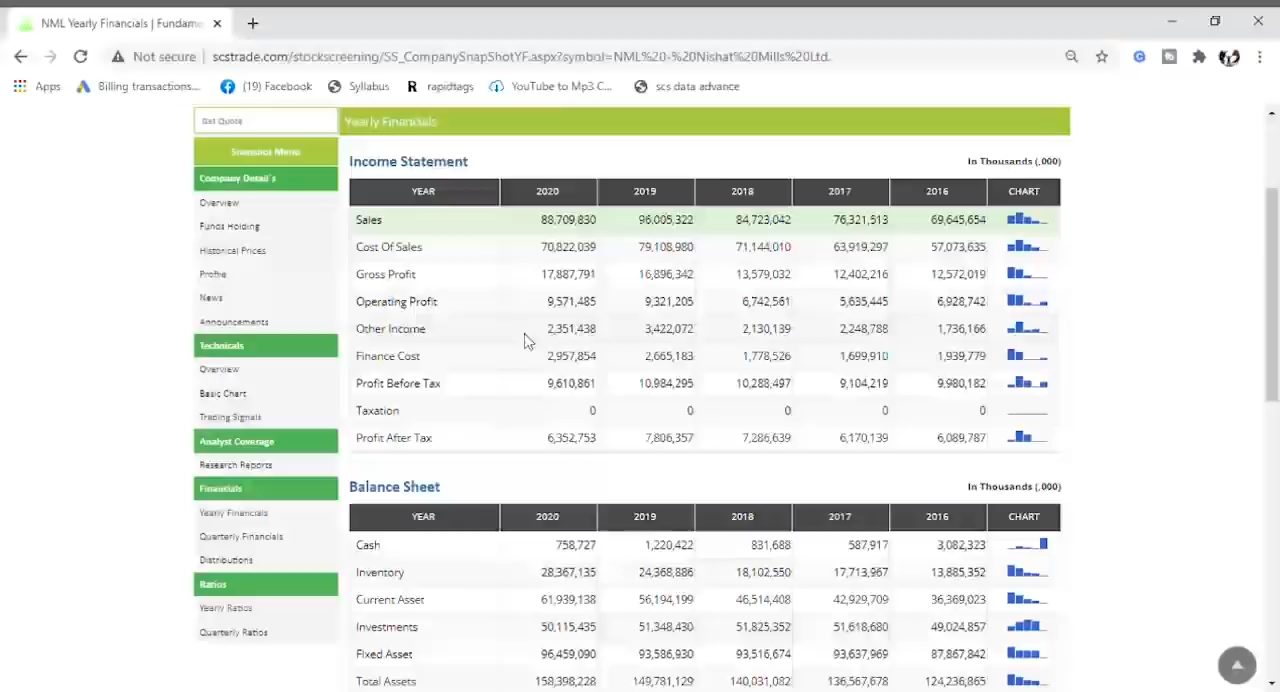 NML Yearly Financials | Fundame
Not secure | scstrade.com/stockscreening/SS_CompanySnapShotYF.aspx?symbol=NML%20-%20Nishat%20Mills%20Ltd.
Apps Billing transactions... (19) Facebook Syllabus rapidtags YouTube to Mp3 C... scs data advance
Get Quote Yearly Financials
Snapshot Menu
Company Detail's
Overview
Funds Holding
Historical Prices
Profile
News
Announcements
Technicals
Overview
Basic Chart
Trading Signals
Analyst Coverage
Research Reports
Financials
Yearly Financials
Quarterly Financials
Distributions
Ratios
Yearly Ratios
Quarterly Ratios
Income Statement In Thousands (,000)
YEAR 2020 2019 2018 2017 2016 CHART
Sales 88,709,830 96,005,322 84,723,042 76,321,513 69,645,654
Cost Of Sales 70,822,039 79,108,980 71,144,010 63,919,297 57,073,635
Gross Profit 17,887,791 16,896,342 13,579,032 12,402,216 12,572,019
Operating Profit 9,571,485 9,321,205 6,742,561 5,635,445 6,928,742
Other Income 2,351,438 3,422,072 2,130,139 2,248,788 1,736,166
Finance Cost 2,957,854 2,665,183 1,778,526 1,699,910 1,939,779
Profit Before Tax 9,610,861 10,984,295 10,288,497 9,104,219 9,980,182
Taxation 0 0 0 0 0
Profit After Tax 6,352,753 7,806,357 7,286,639 6,170,139 6,089,787
Balance Sheet In Thousands (,000)
YEAR 2020 2019 2018 2017 2016 CHART
Cash 758,727 1,220,422 831,688 587,917 3,082,323
Inventory 28,367,135 24,368,886 18,102,550 17,713,967 13,885,352
Current Asset 61,939,138 56,194,199 46,514,408 42,929,709 36,369,023
Investments 50,115,435 51,348,430 51,825,352 51,618,680 49,024,857
Fixed Asset 96,459,090 93,586,930 93,516,674 93,637,969 87,867,842
Total Assets 158,398,228 149,781,129 140,031,082 136,567,678 124,236,865